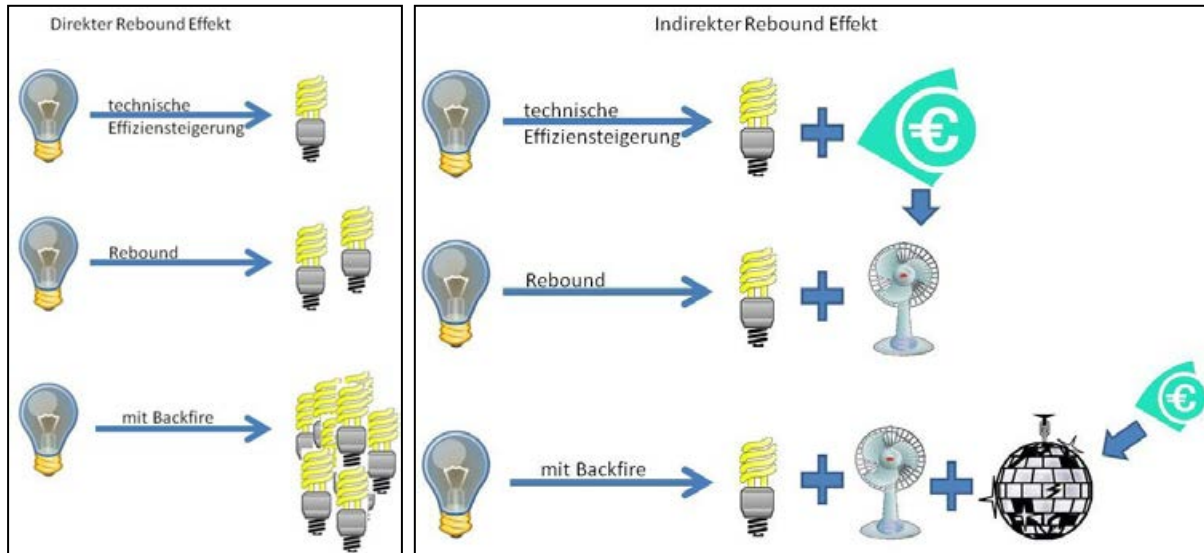 Direkter Rebound Effekt
technische
Effiziensteigerung
Rebound
mit Backfire
Indirekter Rebound Effekt
technische
Effiziensteigerung
€
Rebound
mit Backfire
€